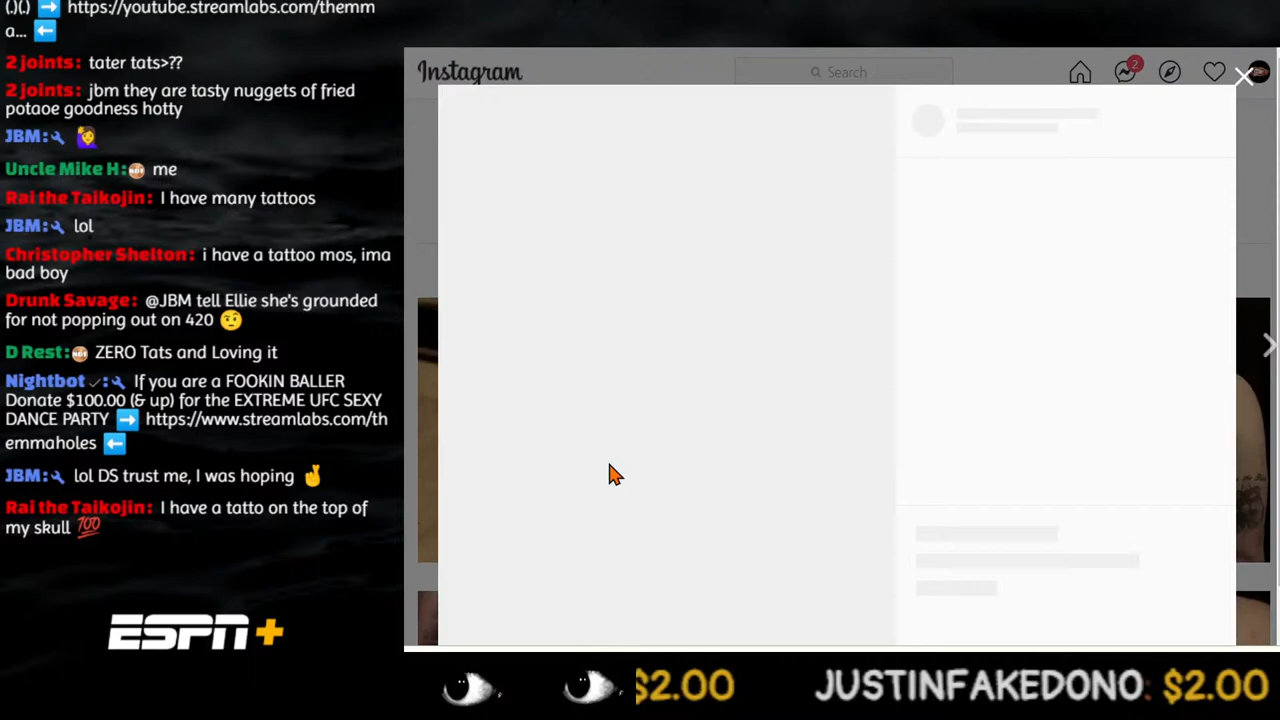 (.)() ➡ https://youtube.streamlabs.com/themm
a... ⬅
2 joints: tater tats>??
2 joints: jbm they are tasty nuggets of fried
potaoe goodness hotty
JBM: 🙋‍♀️
Uncle Mike H: me
Rai the Taikojin: I have many tattoos
JBM: lol
Christopher Shelton: i have a tattoo mos, ima
bad boy
Drunk Savage: @JBM tell Ellie she's grounded
for not popping out on 420 🤨
D Rest: ZERO Tats and Loving it
Nightbot ✓: If you are a FOOKIN BALLER
Donate $100.00 (& up) for the EXTREME UFC SEXY
DANCE PARTY ➡ https://www.streamlabs.com/th
emmaholes ⬅
JBM: lol DS trust me, I was hoping 🤞
Rai the Taikojin: I have a tatto on the top of
my skull 💯
ESPN+
Instagram
Search
2
$2.00 JUSTINFAKEDONO: $2.00